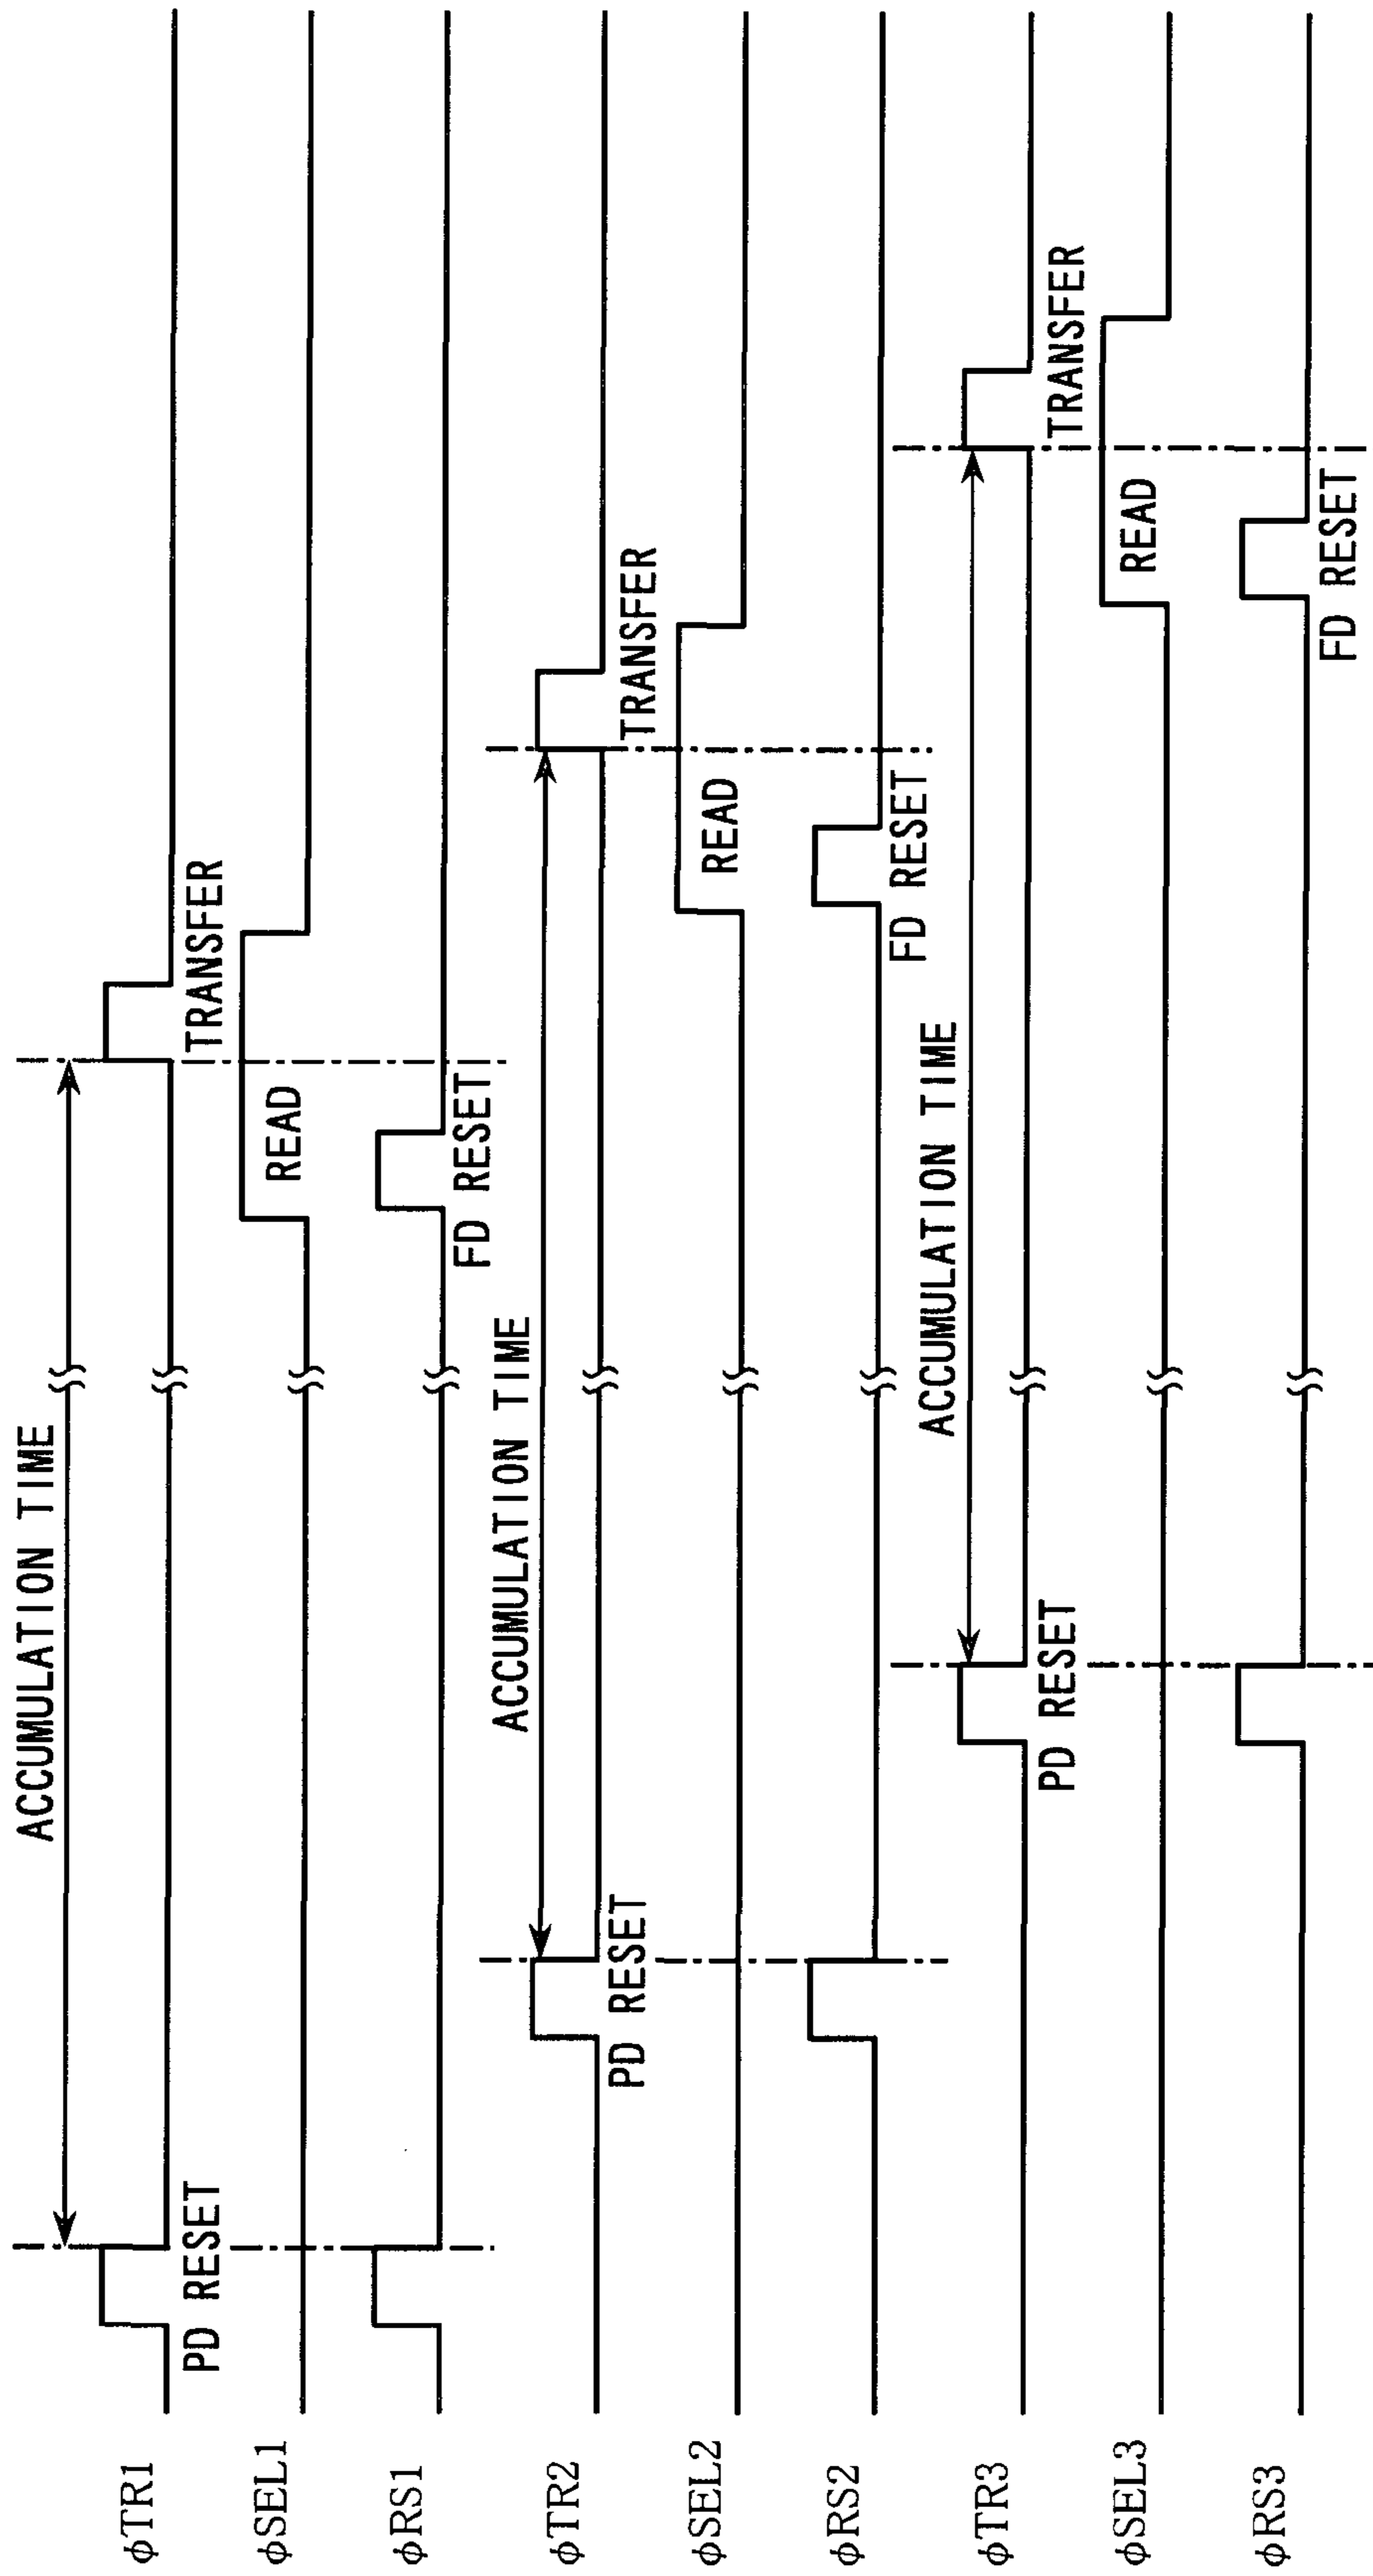 ACCUMULATION TIME
φTR1
PD RESET
TRANSFER
φSEL1
READ
φRS1
FD RESET
ACCUMULATION TIME
φTR2
PD RESET
TRANSFER
φSEL2
READ
φRS2
FD RESET
ACCUMULATION TIME
φTR3
PD RESET
TRANSFER
φSEL3
READ
φRS3
FD RESET